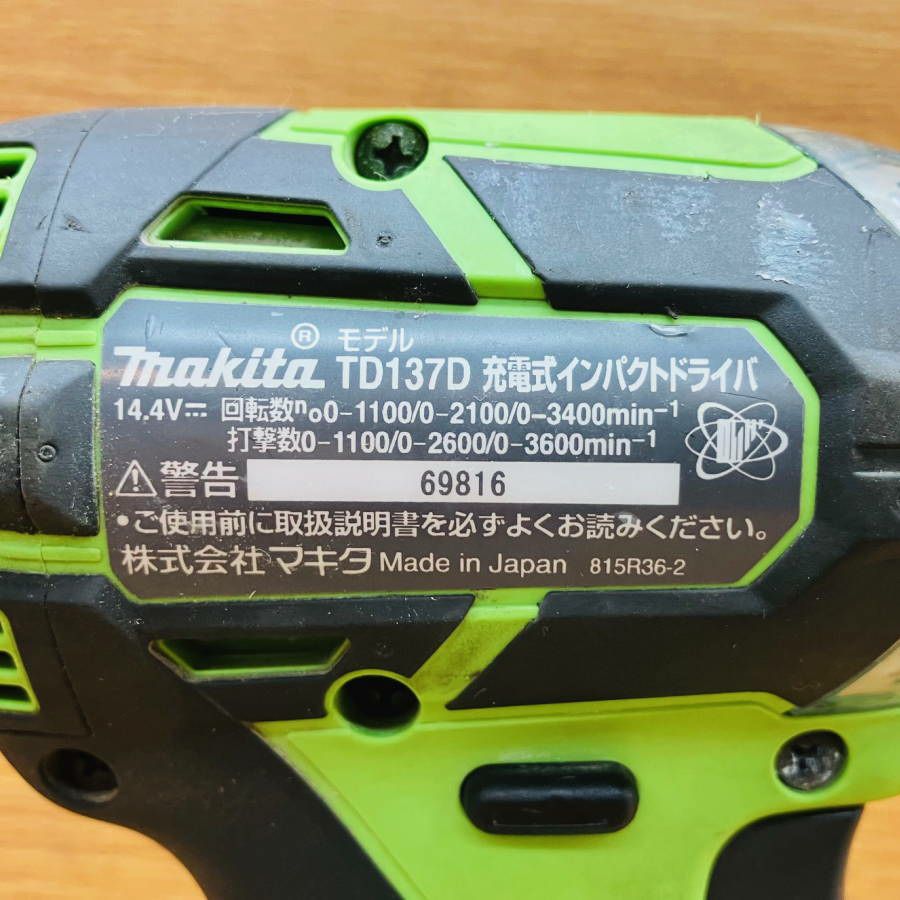 モデル
makita® TD137D 充電式インパクトドライバ
14.4V⎓ 回転数no0-1100/0-2100/0-3400min-1
打撃数0-1100/0-2600/0-3600min-1
⚠警告 69816
•ご使用前に取扱説明書を必ずよくお読みください。
株式会社マキタ Made in Japan 815R36-2